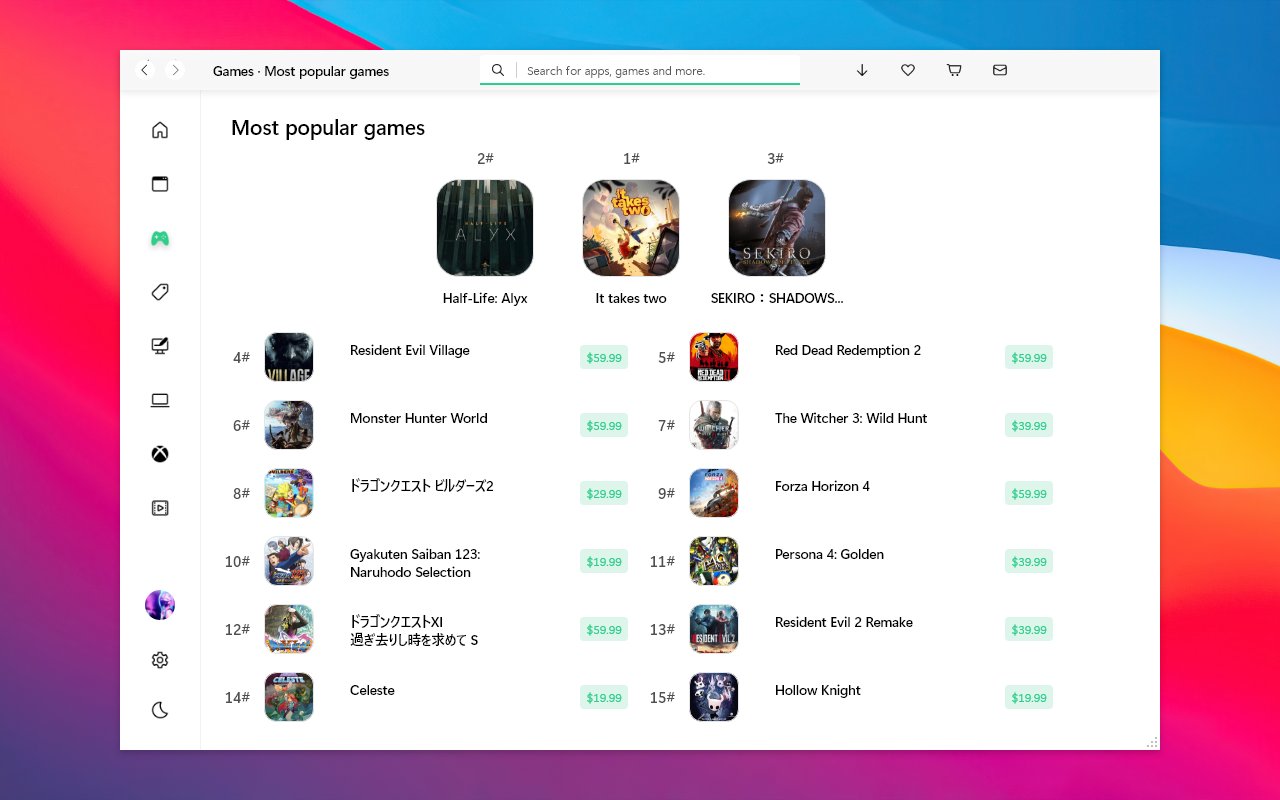 Games · Most popular games
Search for apps, games and more.
Most popular games
2#
1#
3#
HALF-LIFE
ALYX
it takes two
SEKIRO
Half-Life: Alyx
It takes two
SEKIRO：SHADOWS...
4#
VILLAGE
Resident Evil Village
$59.99
5#
RED DEAD
REDEMPTION II
Red Dead Redemption 2
$59.99
6#
Monster Hunter World
$59.99
7#
WITCHER
The Witcher 3: Wild Hunt
$39.99
8#
BUILDERS
ドラゴンクエスト ビルダーズ2
$29.99
9#
FORZA
HORIZON 4
Forza Horizon 4
$59.99
10#
Gyakuten Saiban 123:
Naruhodo Selection
$19.99
11#
Persona 4: Golden
$39.99
12#
ドラゴンクエストXI
過ぎ去りし時を求めて S
$59.99
13#
RESIDENT EVIL 2
Resident Evil 2 Remake
$39.99
14#
CELESTE
Celeste
$19.99
15#
Hollow Knight
$19.99